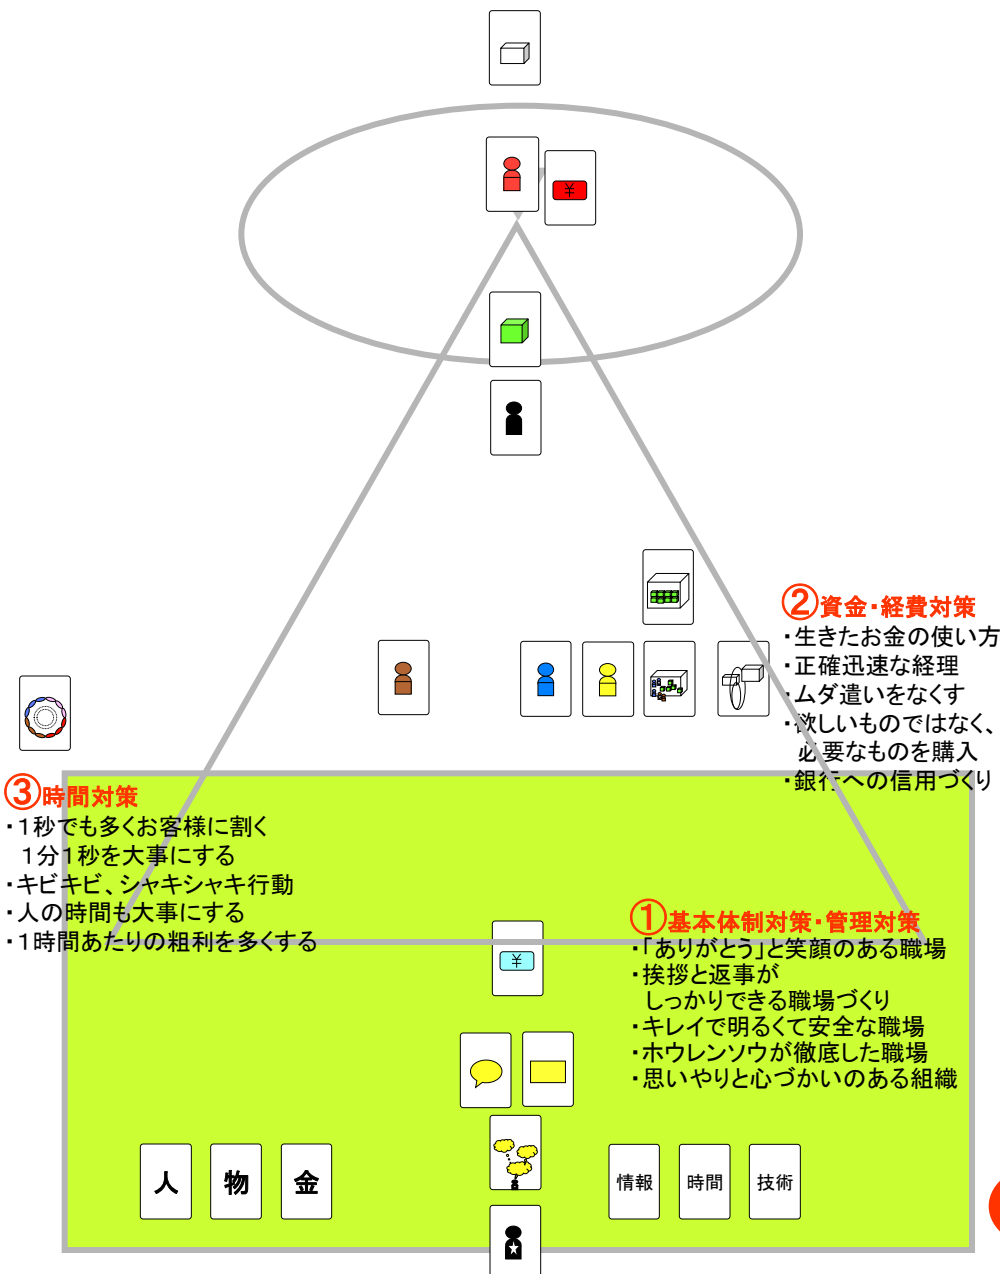 ¥
②資金・経費対策
・生きたお金の使い方
・正確迅速な経理
・ムダ遣いをなくす
・欲しいものではなく、
必要なものを購入
・銀行への信用づくり
③時間対策
・1秒でも多くお客様に割く
1分1秒を大事にする
・キビキビ、シャキシャキ行動
・人の時間も大事にする
・1時間あたりの粗利を多くする
①基本体制対策・管理対策
・「ありがとう」と笑顔のある職場
・挨拶と返事が
しっかりできる職場づくり
・キレイで明るくて安全な職場
・ホウレンソウが徹底した職場
・思いやりと心づかいのある組織
¥
人
物
金
情報
時間
技術